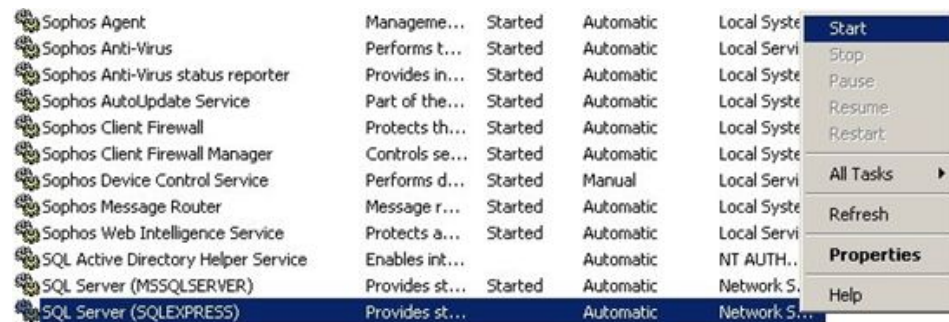 Sophos Agent Manageme... Started Automatic Local Syste
Sophos Anti-Virus Performs t... Started Automatic Local Servi
Sophos Anti-Virus status reporter Provides in... Started Automatic Local Syste
Sophos AutoUpdate Service Part of the... Started Automatic Local Syste
Sophos Client Firewall Protects th... Started Automatic Local Syste
Sophos Client Firewall Manager Controls se... Started Automatic Local Syste
Sophos Device Control Service Performs d... Started Manual Local Servi
Sophos Message Router Message r... Started Automatic Local Syste
Sophos Web Intelligence Service Protects a... Started Automatic Local Servi
SQL Active Directory Helper Service Enables int... Automatic NT AUTH...
SQL Server (MSSQLSERVER) Provides st... Started Automatic Network S.
SQL Server (SQLEXPRESS) Provides st... Automatic Network S...
Start
Stop
Pause
Resume
Restart
All Tasks
Refresh
Properties
Help